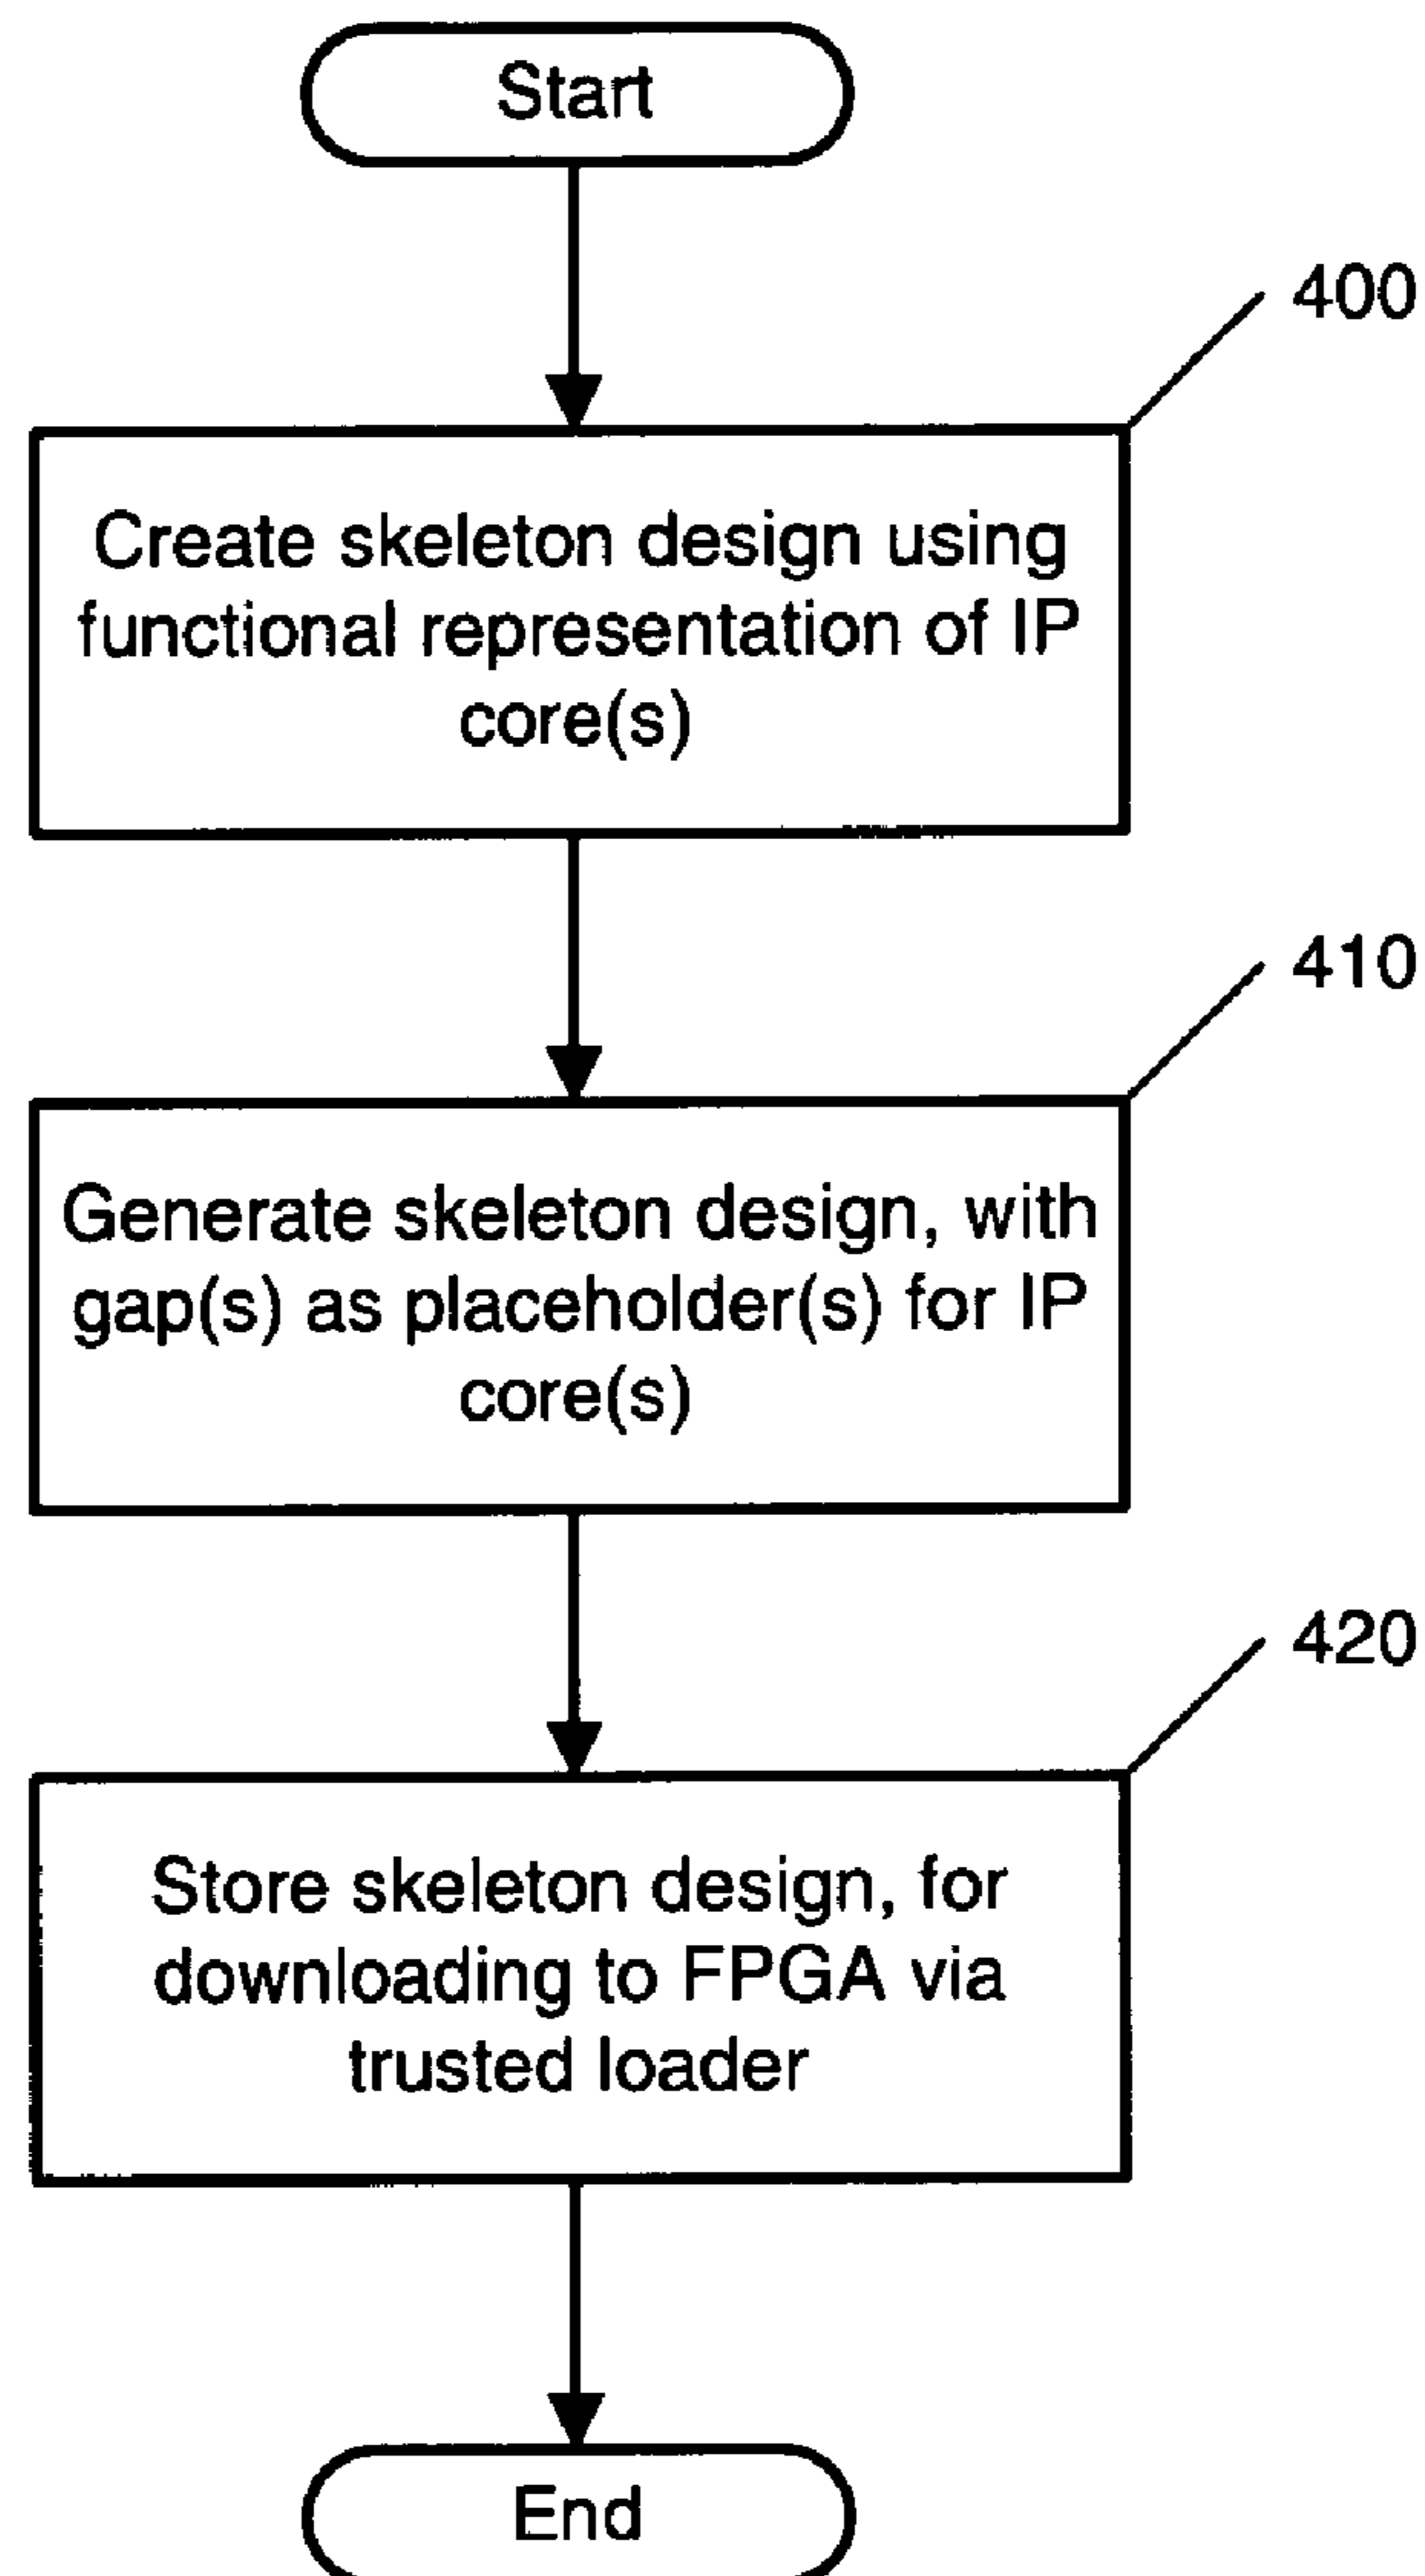 Start
400
Create skeleton design using
functional representation of IP
core(s)
410
Generate skeleton design, with
gap(s) as placeholder(s) for IP
core(s)
420
Store skeleton design, for
downloading to FPGA via
trusted loader
End